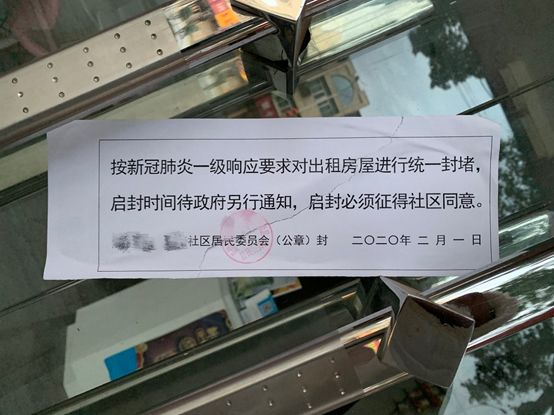 按新冠肺炎一级响应要求对出租房屋进行统一封堵，
启封时间待政府另行通知，启封必须征得社区同意。
社区居民委员会（公章）封 二〇二〇年 二 月 一 日